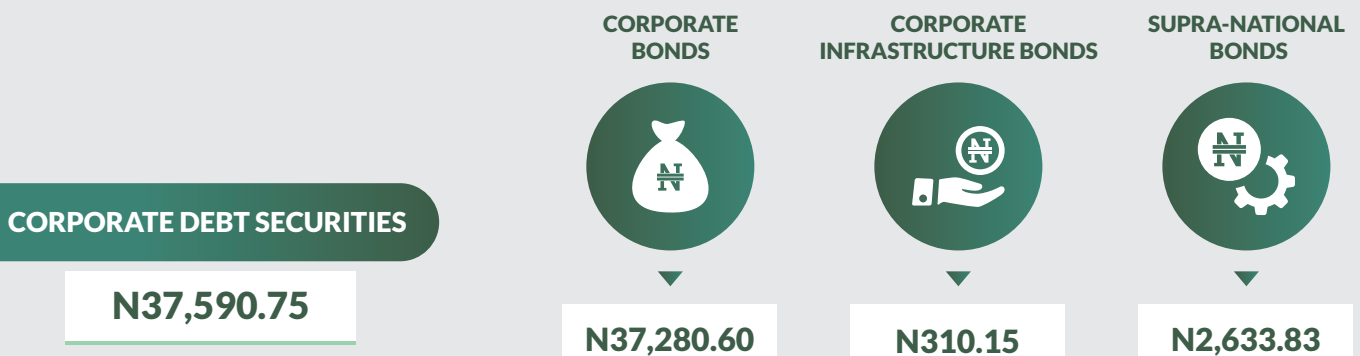 CORPORATE
BONDS
CORPORATE
INFRASTRUCTURE BONDS
SUPRA-NATIONAL
BONDS
CORPORATE DEBT SECURITIES
N37,590.75
N37,280.60
N310.15
N2,633.83